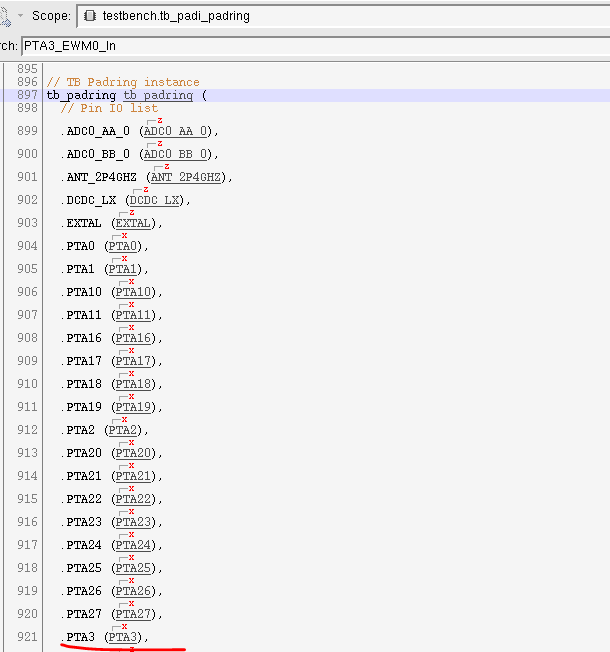 Scope: testbench.tb_padi_padring
rch: PTA3_EWM0_In
895
896 // TB Padring instance
897 tb_padring tb_padring (
898 // Pin IO list
z
899 .ADC0_AA_0 (ADC0_AA_0),
z
900 .ADC0_BB_0 (ADC0_BB_0),
z
901 .ANT_2P4GHZ (ANT_2P4GHZ),
z
902 .DCDC_LX (DCDC_LX),
z
903 .EXTAL (EXTAL),
x
904 .PTA0 (PTA0),
x
905 .PTA1 (PTA1),
x
906 .PTA10 (PTA10),
x
907 .PTA11 (PTA11),
x
908 .PTA16 (PTA16),
x
909 .PTA17 (PTA17),
x
910 .PTA18 (PTA18),
x
911 .PTA19 (PTA19),
x
912 .PTA2 (PTA2),
x
913 .PTA20 (PTA20),
x
914 .PTA21 (PTA21),
x
915 .PTA22 (PTA22),
x
916 .PTA23 (PTA23),
x
917 .PTA24 (PTA24),
x
918 .PTA25 (PTA25),
x
919 .PTA26 (PTA26),
x
920 .PTA27 (PTA27),
x
921 .PTA3 (PTA3),